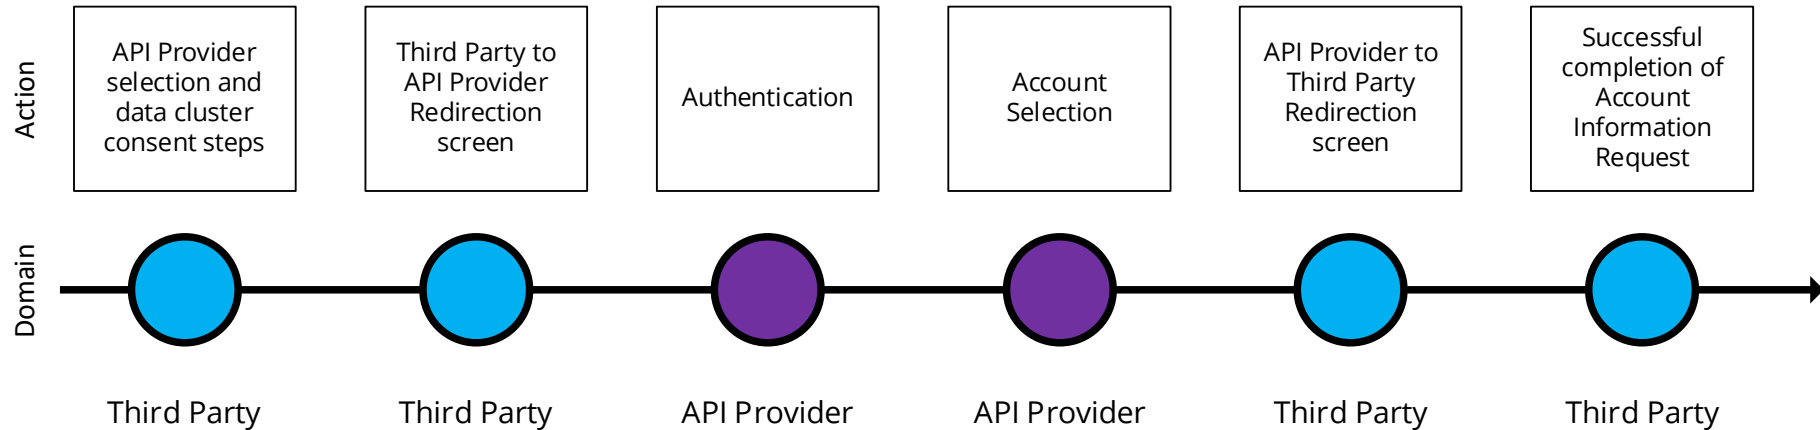 Action
API Provider
selection and
data cluster
consent steps
Third Party to
API Provider
Redirection
screen
Authentication
Account
Selection
API Provider to
Third Party
Redirection
screen
Successful
completion of
Account
Information
Request
Domain
Third Party
Third Party
API Provider
API Provider
Third Party
Third Party